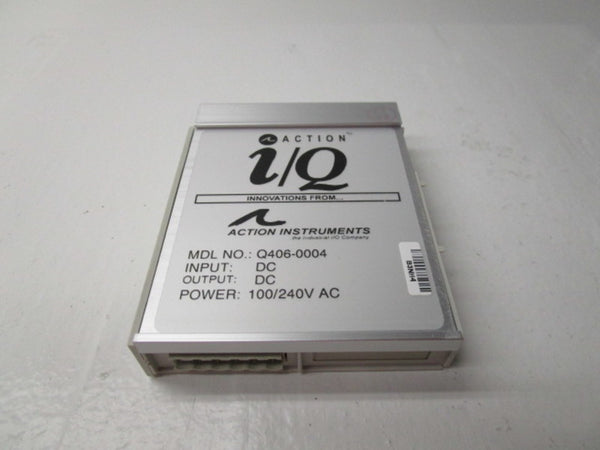 ACTION™
i/Q
INNOVATIONS FROM...
ACTION INSTRUMENTS
the Industrial I/O Company
MDL NO.: Q406-0004
INPUT: DC
OUTPUT: DC
POWER: 100/240V AC